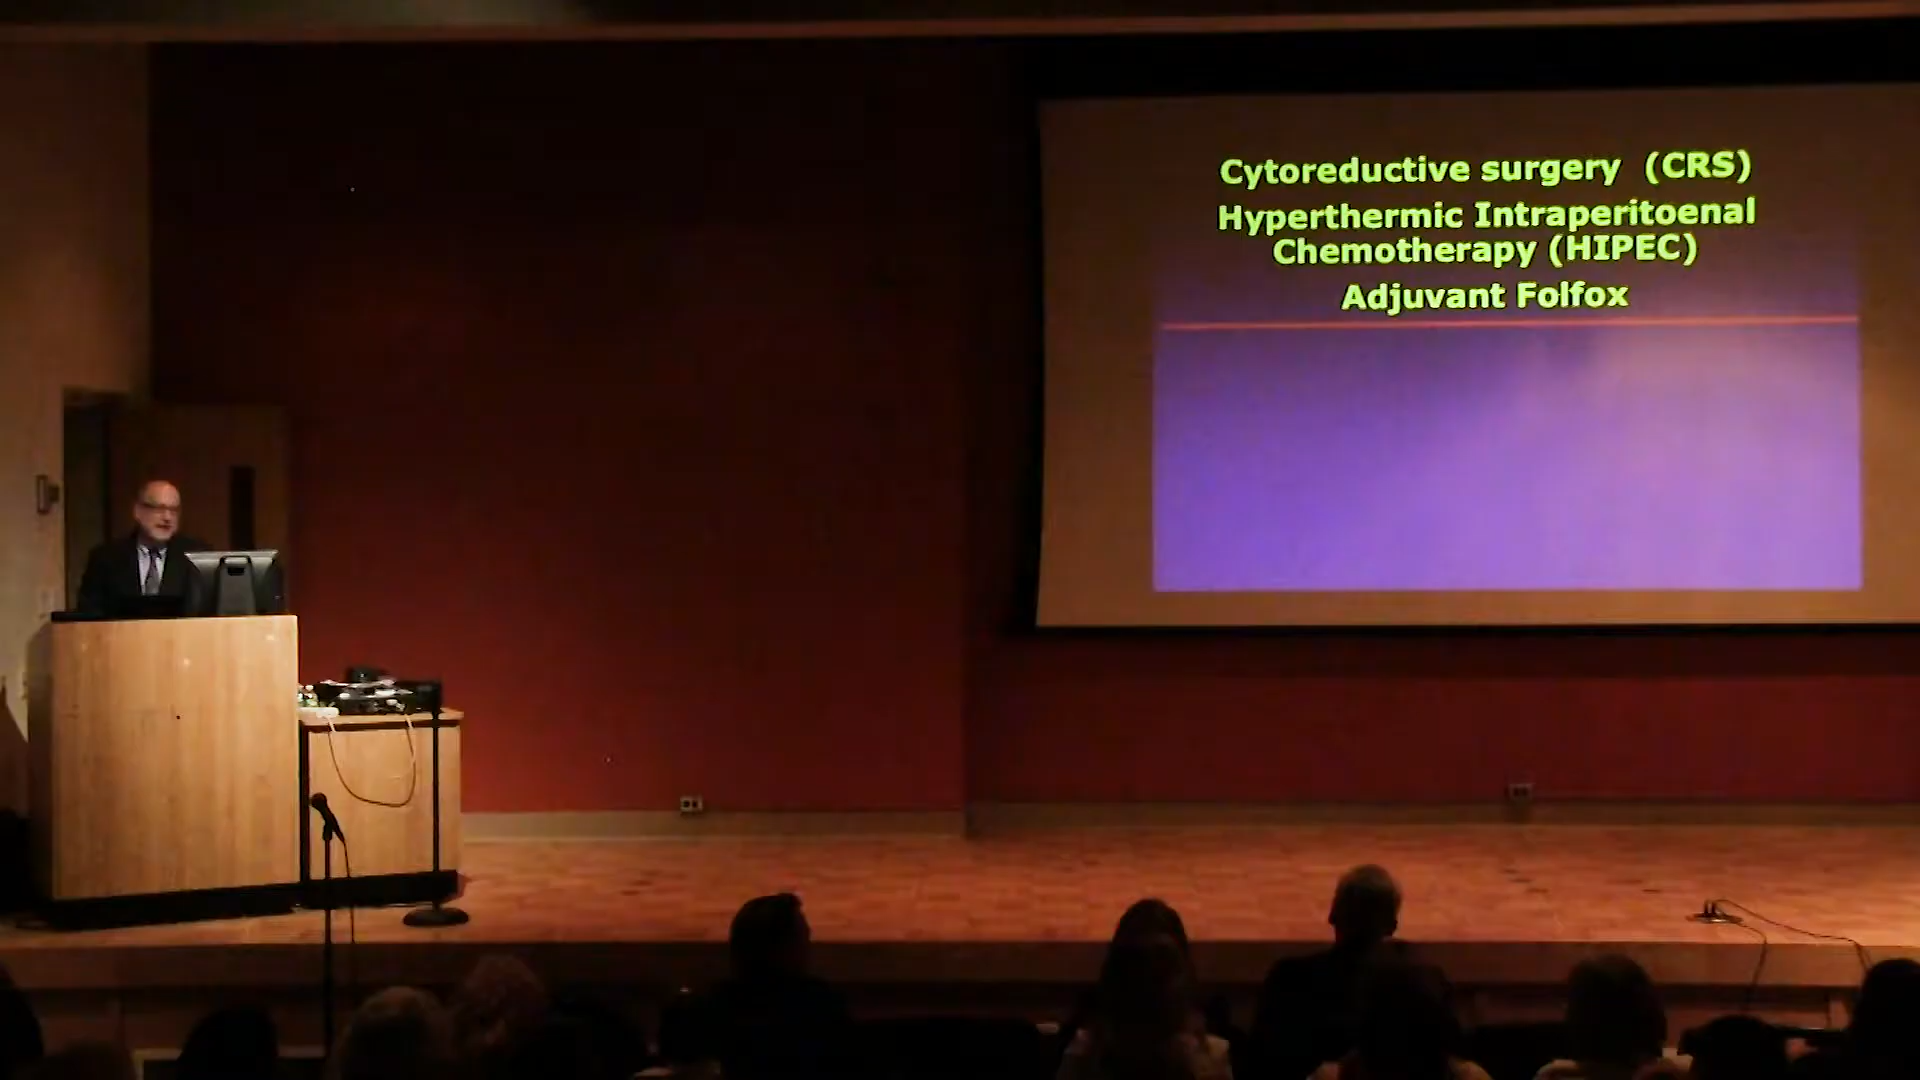 Cytoreductive surgery (CRS)
Hyperthermic Intraperitoenal
Chemotherapy (HIPEC)
Adjuvant Folfox